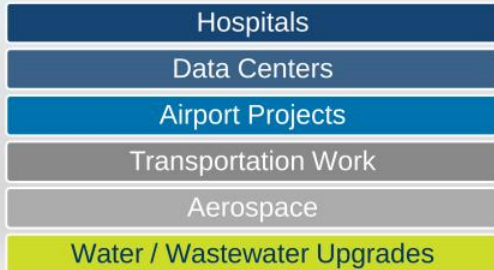 Hospitals
Data Centers
Airport Projects
Transportation Work
Aerospace
Water / Wastewater Upgrades